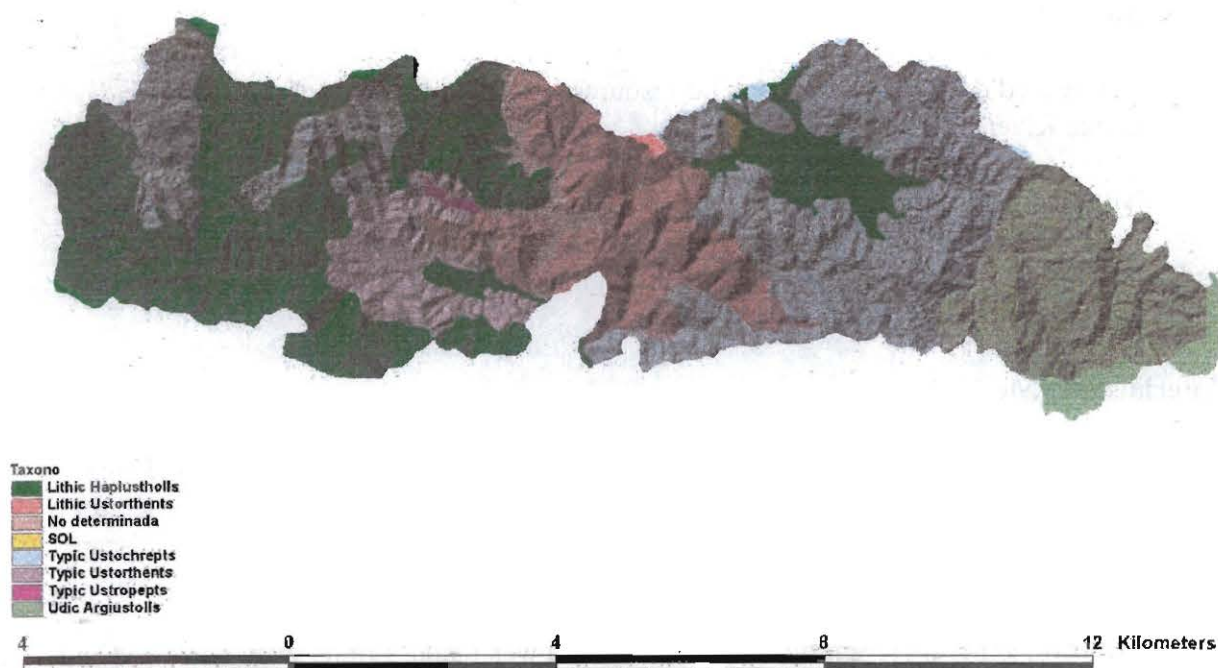 Taxono
Lithic Haplustholls
Lithic Ustorthents
No determinada
SOL
Typic Ustochrepts
Typic Ustorthents
Typic Ustropepts
Udic Argiustolls
4 0 4 8 12 Kilometers